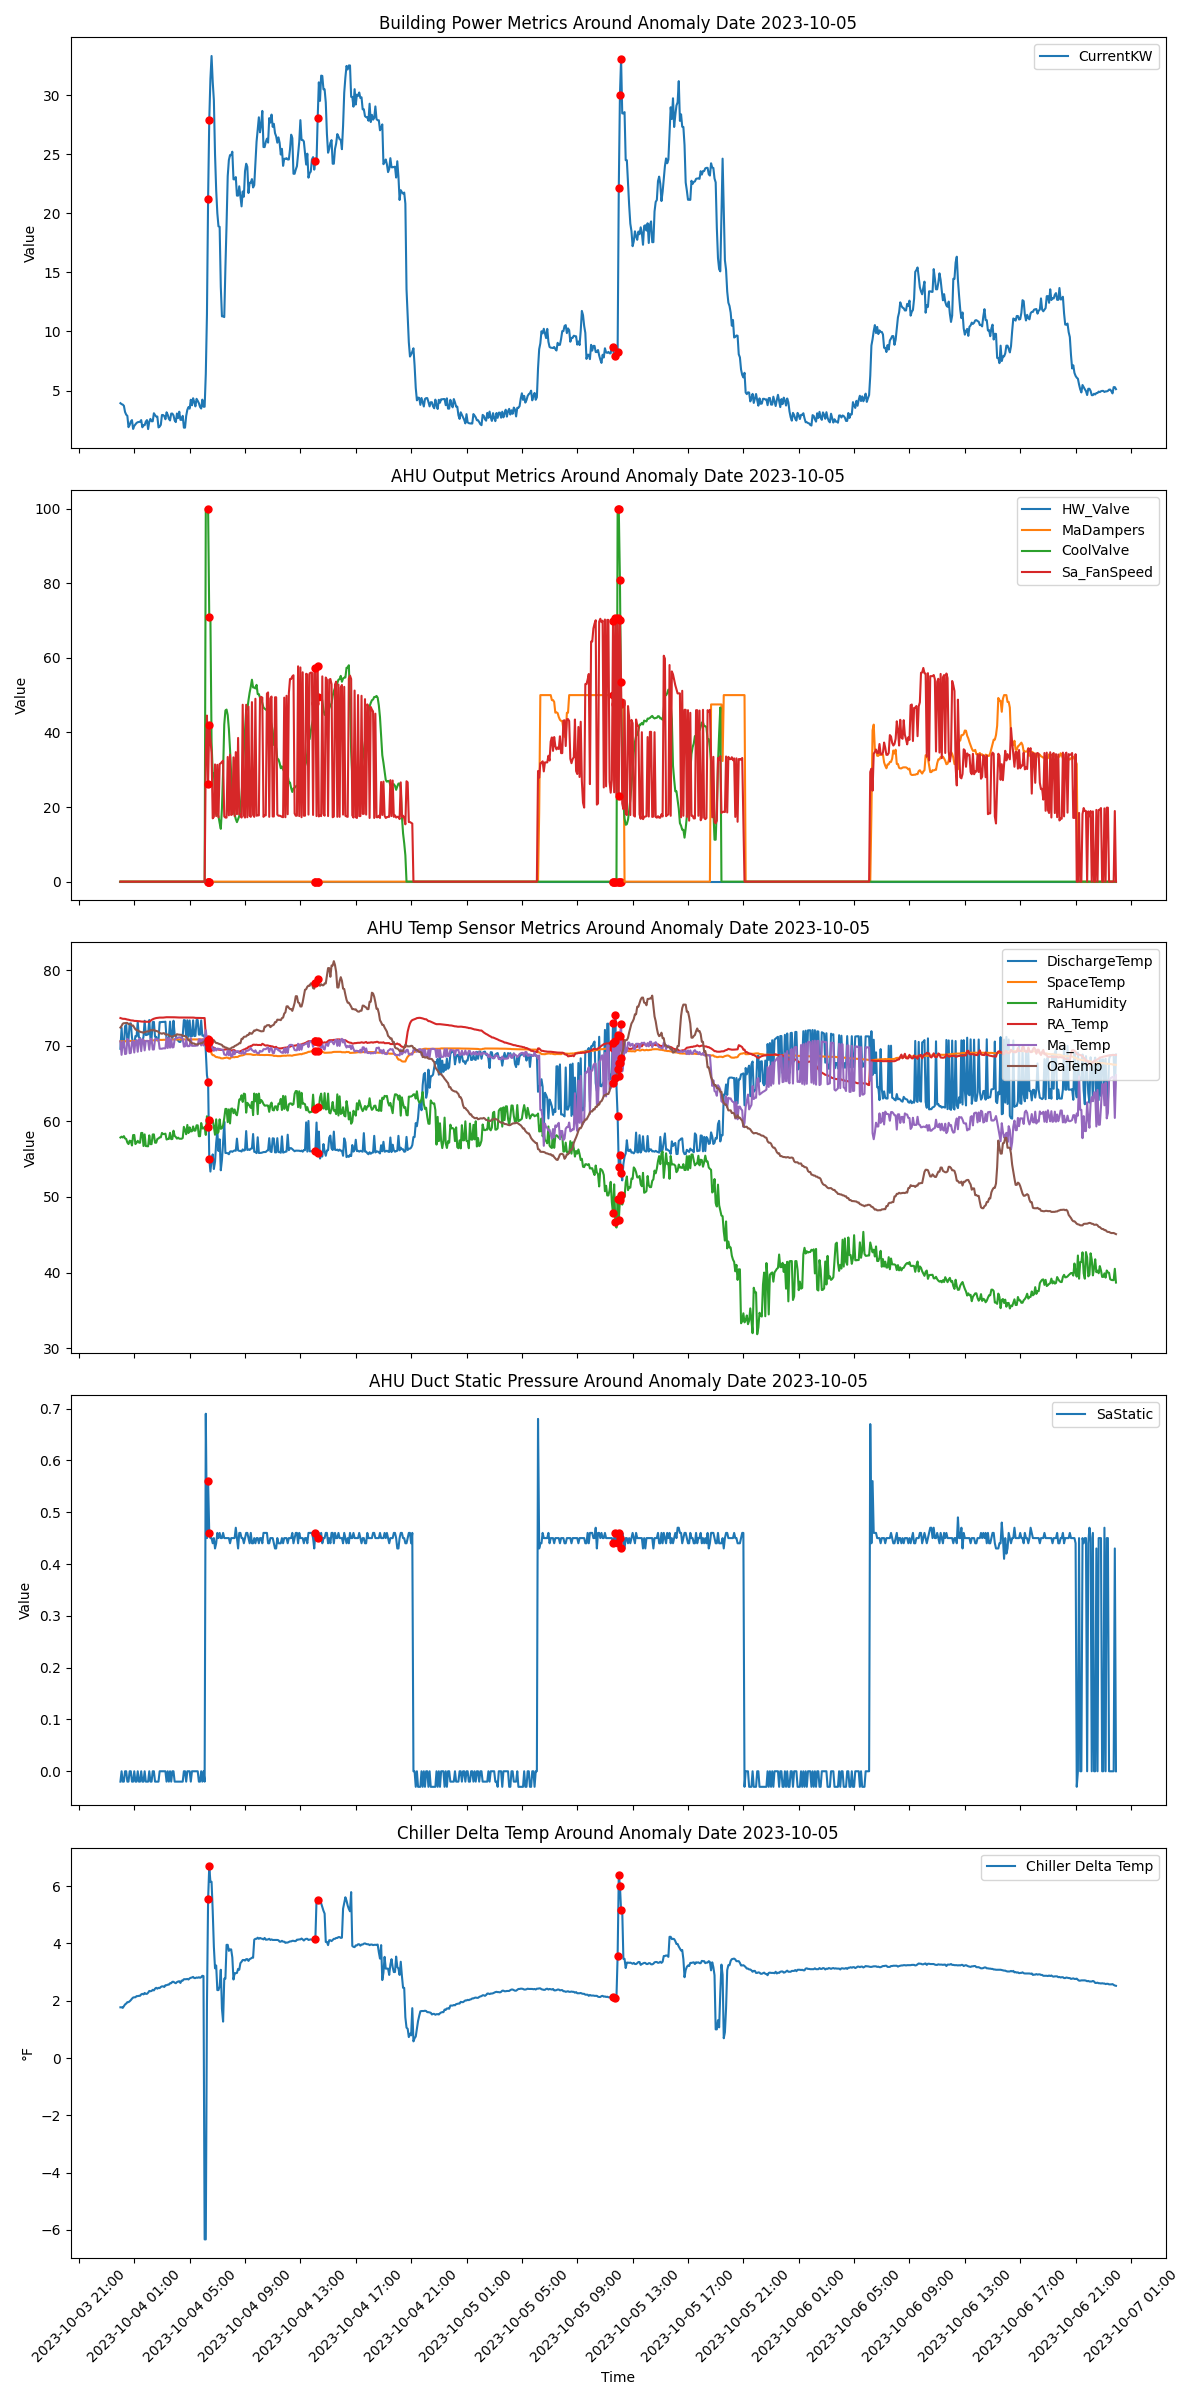 Building Power Metrics Around Anomaly Date 2023-10-05
CurrentKW
30
25
20
15
10
5
Value
AHU Output Metrics Around Anomaly Date 2023-10-05
HW_Valve
MaDampers
CoolValve
Sa_FanSpeed
100
80
60
40
20
0
Value
AHU Temp Sensor Metrics Around Anomaly Date 2023-10-05
DischargeTemp
SpaceTemp
RaHumidity
RA_Temp
Ma_Temp
OaTemp
80
70
60
50
40
30
Value
AHU Duct Static Pressure Around Anomaly Date 2023-10-05
SaStatic
0.7
0.6
0.5
0.4
0.3
0.2
0.1
0.0
Value
Chiller Delta Temp Around Anomaly Date 2023-10-05
Chiller Delta Temp
6
4
2
0
−2
−4
−6
°F
2023-10-03 21:00
2023-10-04 01:00
2023-10-04 05:00
2023-10-04 09:00
2023-10-04 13:00
2023-10-04 17:00
2023-10-04 21:00
2023-10-05 01:00
2023-10-05 05:00
2023-10-05 09:00
2023-10-05 13:00
2023-10-05 17:00
2023-10-05 21:00
2023-10-06 01:00
2023-10-06 05:00
2023-10-06 09:00
2023-10-06 13:00
2023-10-06 17:00
2023-10-06 21:00
2023-10-07 01:00
Time